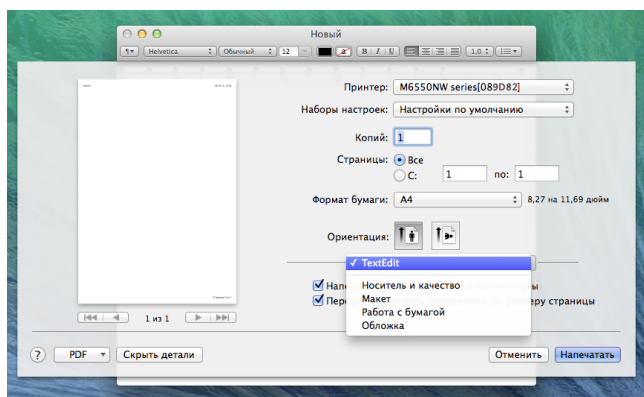 Новый
Helvetica Обычный 12 a B I U 1,0
Принтер: M6550NW series[089D82]
Наборы настроек: Настройки по умолчанию
Копий: 1
Страницы: Все
С: 1 по: 1
Формат бумаги: A4 8,27 на 11,69 дюйм
Ориентация:
✓ TextEdit
Носитель и качество
Макет
Работа с бумагой
Обложка
еру страницы
1 из 1
? PDF Скрыть детали Отменить Напечатать